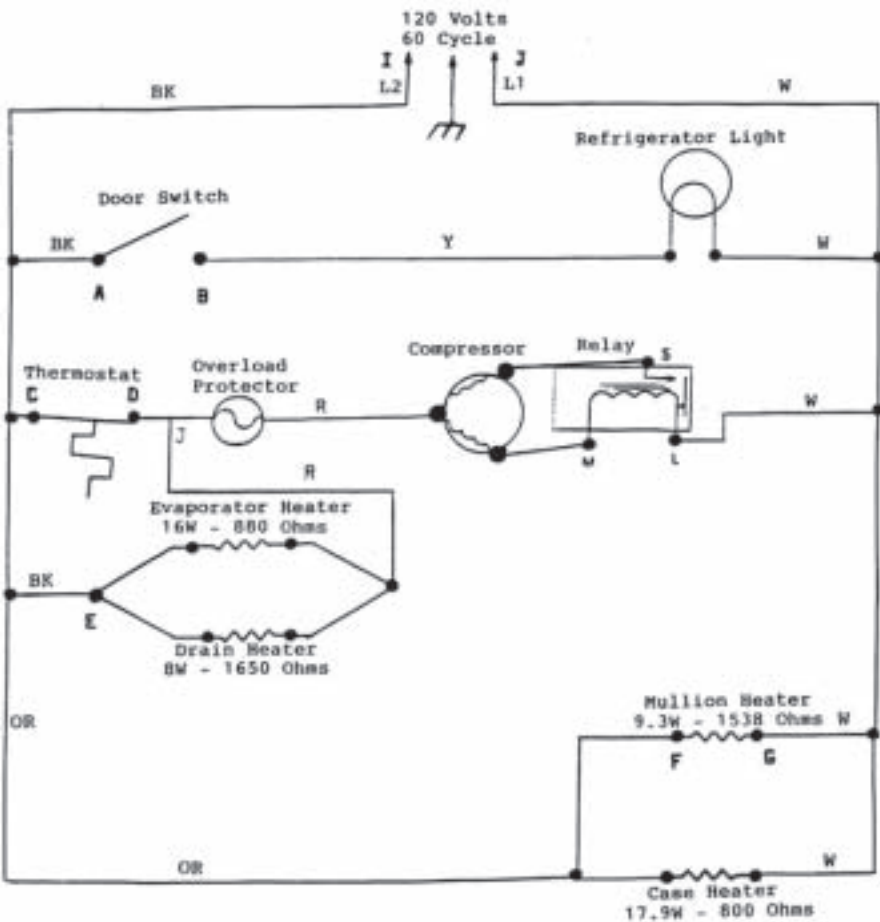 120 Volts
60 Cycle
I J
L2 L1
BK W
Refrigerator Light
Door Switch
BK Y W
A B
Compressor Relay S
Overload
Protector
Thermostat
C D
R W
J
M L
R
Evaporator Heater
16W - 880 Ohms
BK
E
Drain Heater
8W - 1650 Ohms
Mullion Heater
9.3W - 1538 Ohms W
OR
F G
OR W
Case Heater
17.9W - 800 Ohms